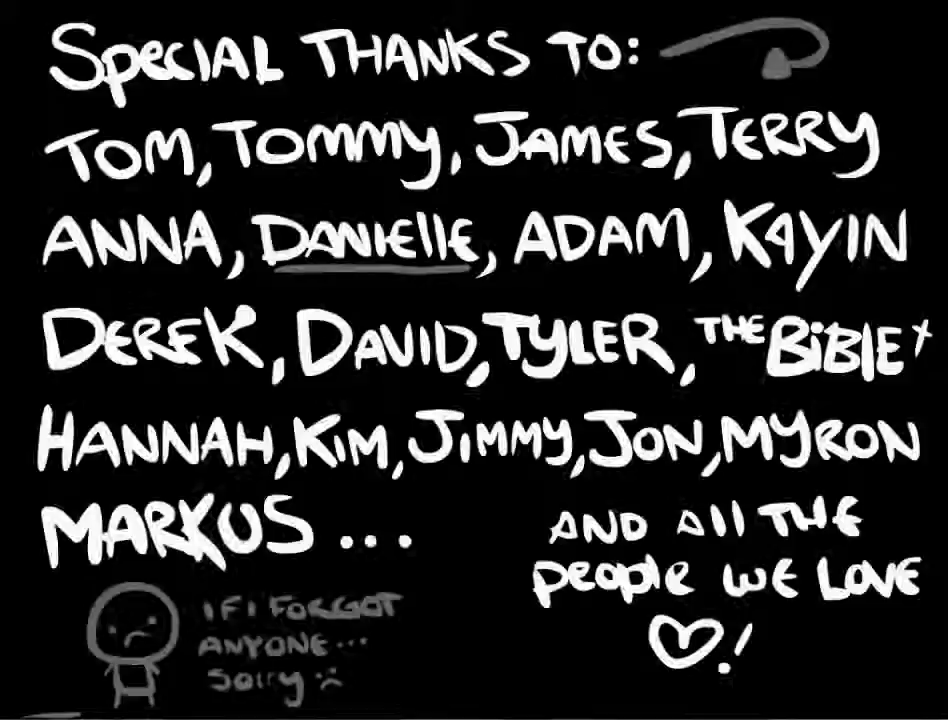 SpeCIAL THANKS TO:
TOM, TOMMY, JAMES, TERRY
ANNA, DANIElle, ADAM, KAYIN
DEREK, DAVID, TYLER, THE BiBLE
HANNAH, KiM, JiMMY, JON, MYRON
MARKUS ...
AND All THE
peOple WE LOVE
♡!
IF I FORGOT
ANYONE...
SORRY :(